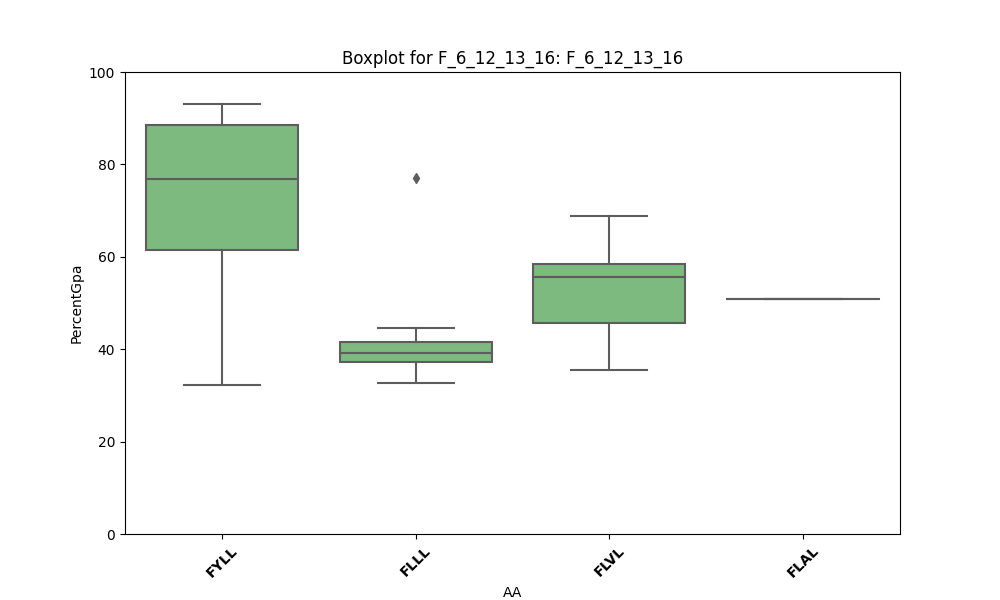 Boxplot for F_6_12_13_16: F_6_12_13_16
100
80
60
40
20
0
PercentGpa
FYLL
FLLL
FLVL
FLAL
AA